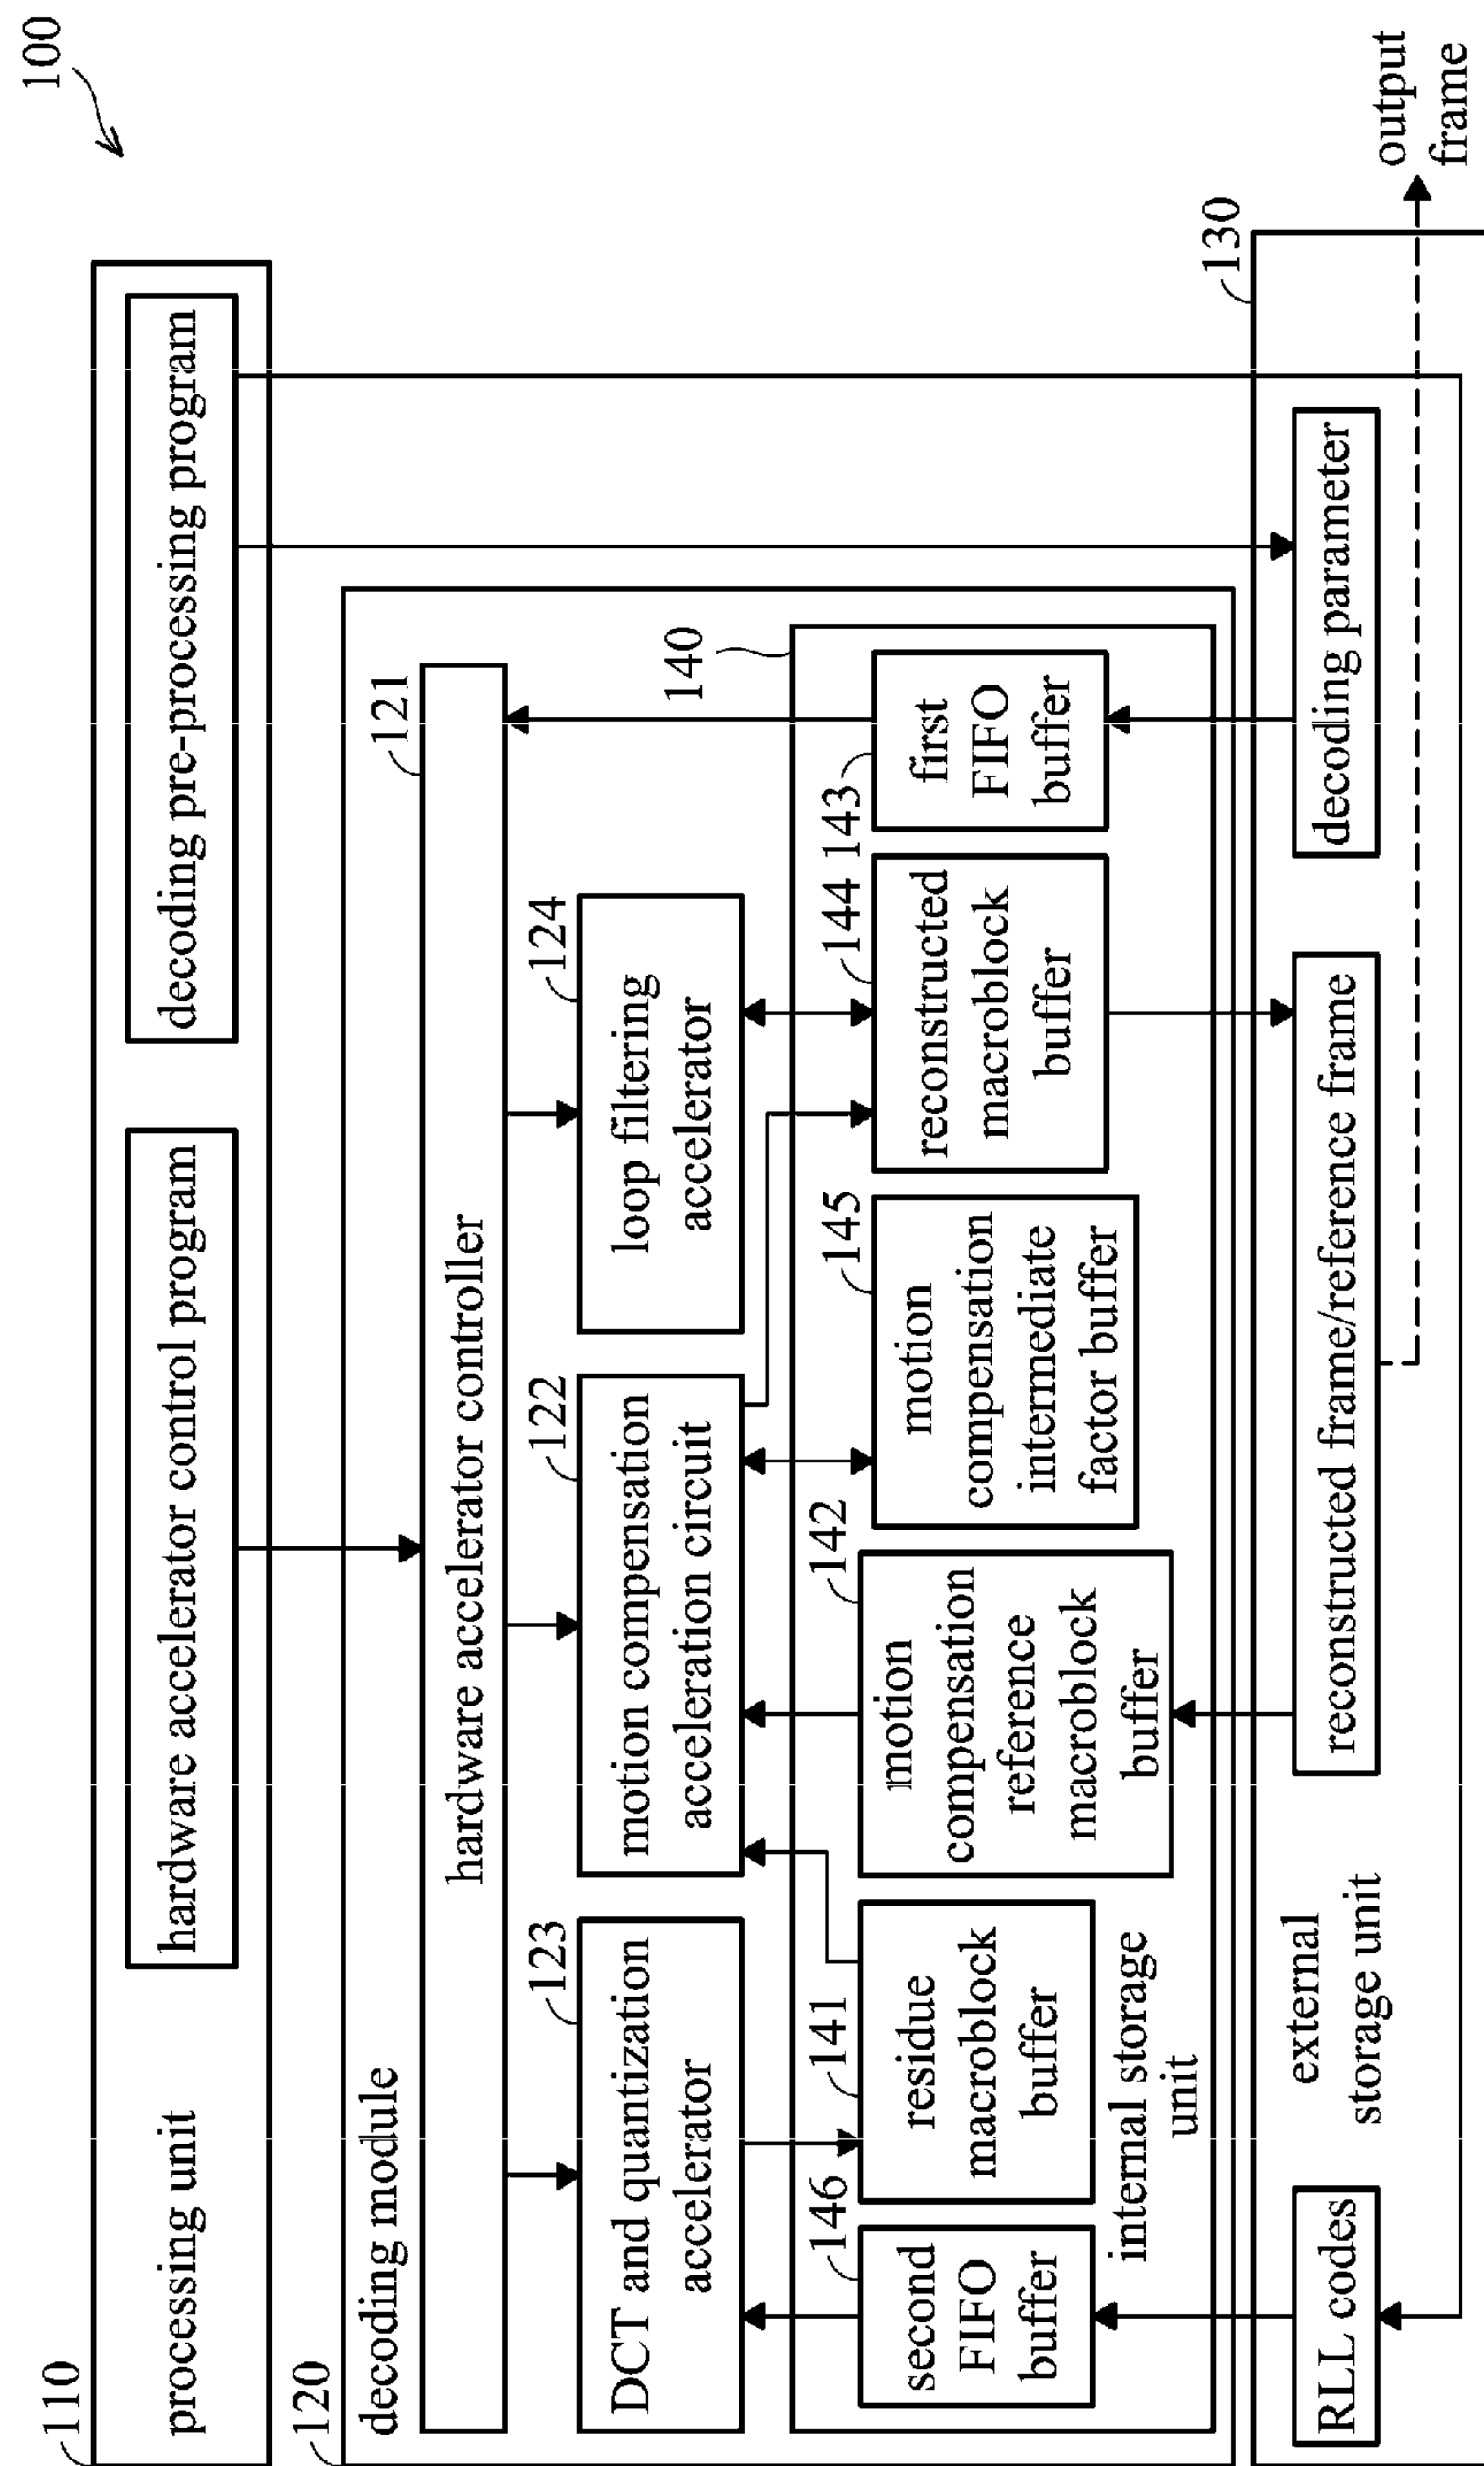 100
110
processing unit
hardware accelerator control program
decoding pre-processing program
120
decoding module
121
hardware accelerator controller
123
DCT and quantization
accelerator
122
motion compensation
acceleration circuit
124
loop filtering
accelerator
140
146
second
FIFO
buffer
141
residue
macroblock
buffer
142
motion
compensation
reference
macroblock
buffer
145
motion
compensation
intermediate
factor buffer
144
reconstructed
macroblock
buffer
143
first
FIFO
buffer
internal storage
unit
130
RLL codes
external
storage unit
reconstructed frame/reference frame
decoding parameter
output
frame